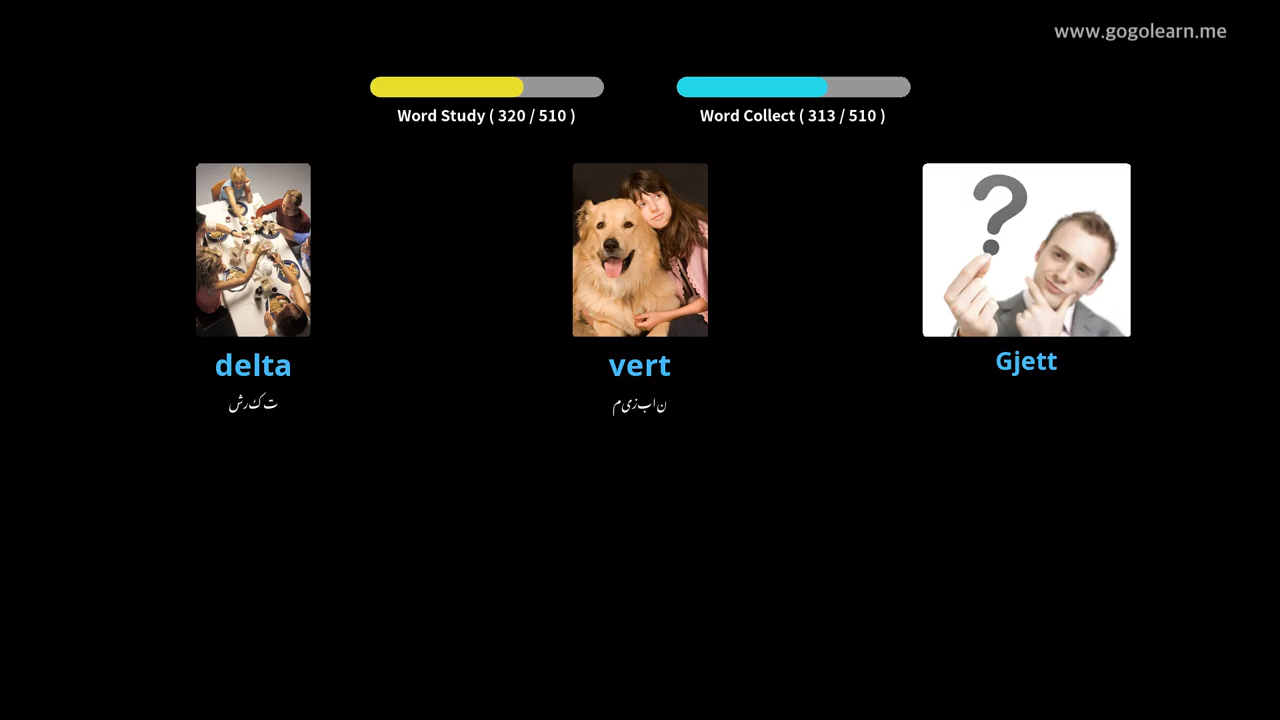 www.gogolearn.me
Word Study ( 320 / 510 )
Word Collect ( 313 / 510 )
delta
vert
Gjett
شرکت
میزبان